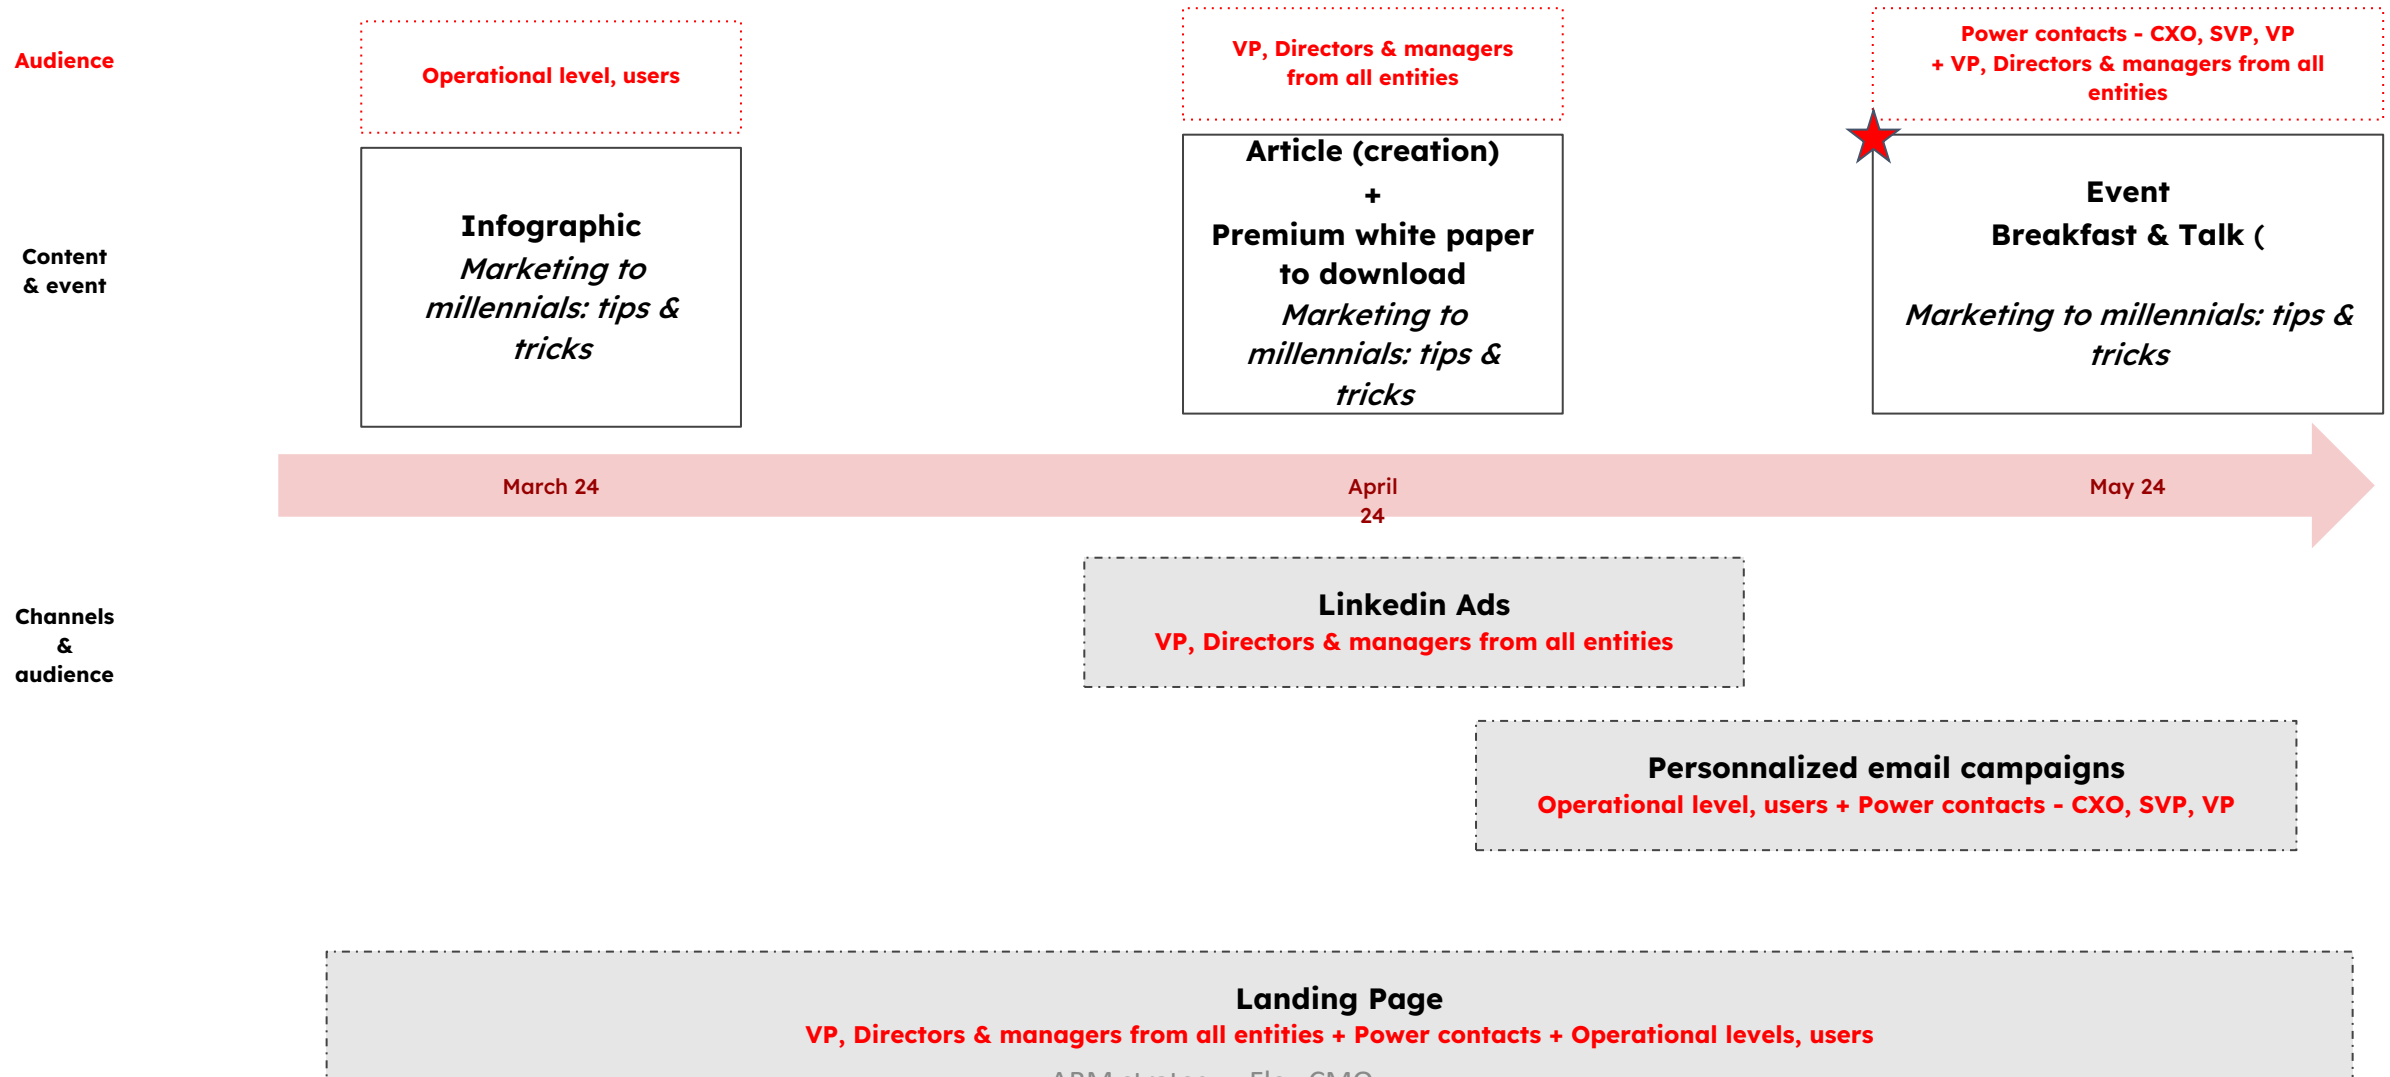 Audience
Operational level, users
VP, Directors & managers
from all entities
Power contacts - CXO, SVP, VP
+ VP, Directors & managers from all
entities
Content
& event
Infographic
Marketing to
millennials: tips &
tricks
Article (creation)
+
Premium white paper
to download
Marketing to
millennials: tips &
tricks
Event
Breakfast & Talk (
Marketing to millennials: tips &
tricks
March 24
April
24
May 24
Channels
&
audience
Linkedin Ads
VP, Directors & managers from all entities
Personnalized email campaigns
Operational level, users + Power contacts - CXO, SVP, VP
Landing Page
VP, Directors & managers from all entities + Power contacts + Operational levels, users